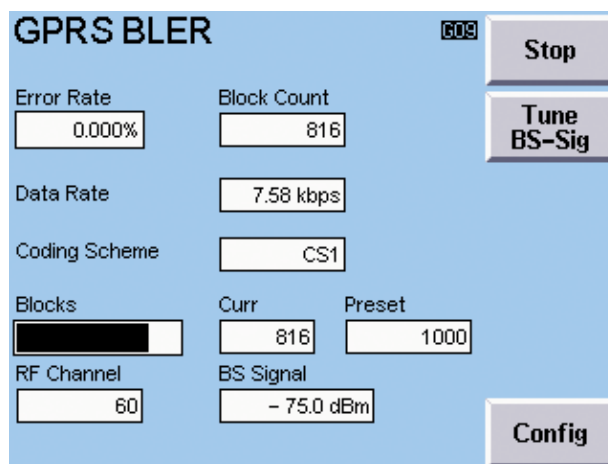 GPRS BLER G09
Stop
Error Rate Block Count
0.000% 816
Tune
BS-Sig
Data Rate 7.58 kbps
Coding Scheme CS1
Blocks Curr Preset
816 1000
RF Channel BS Signal
60 - 75.0 dBm
Config